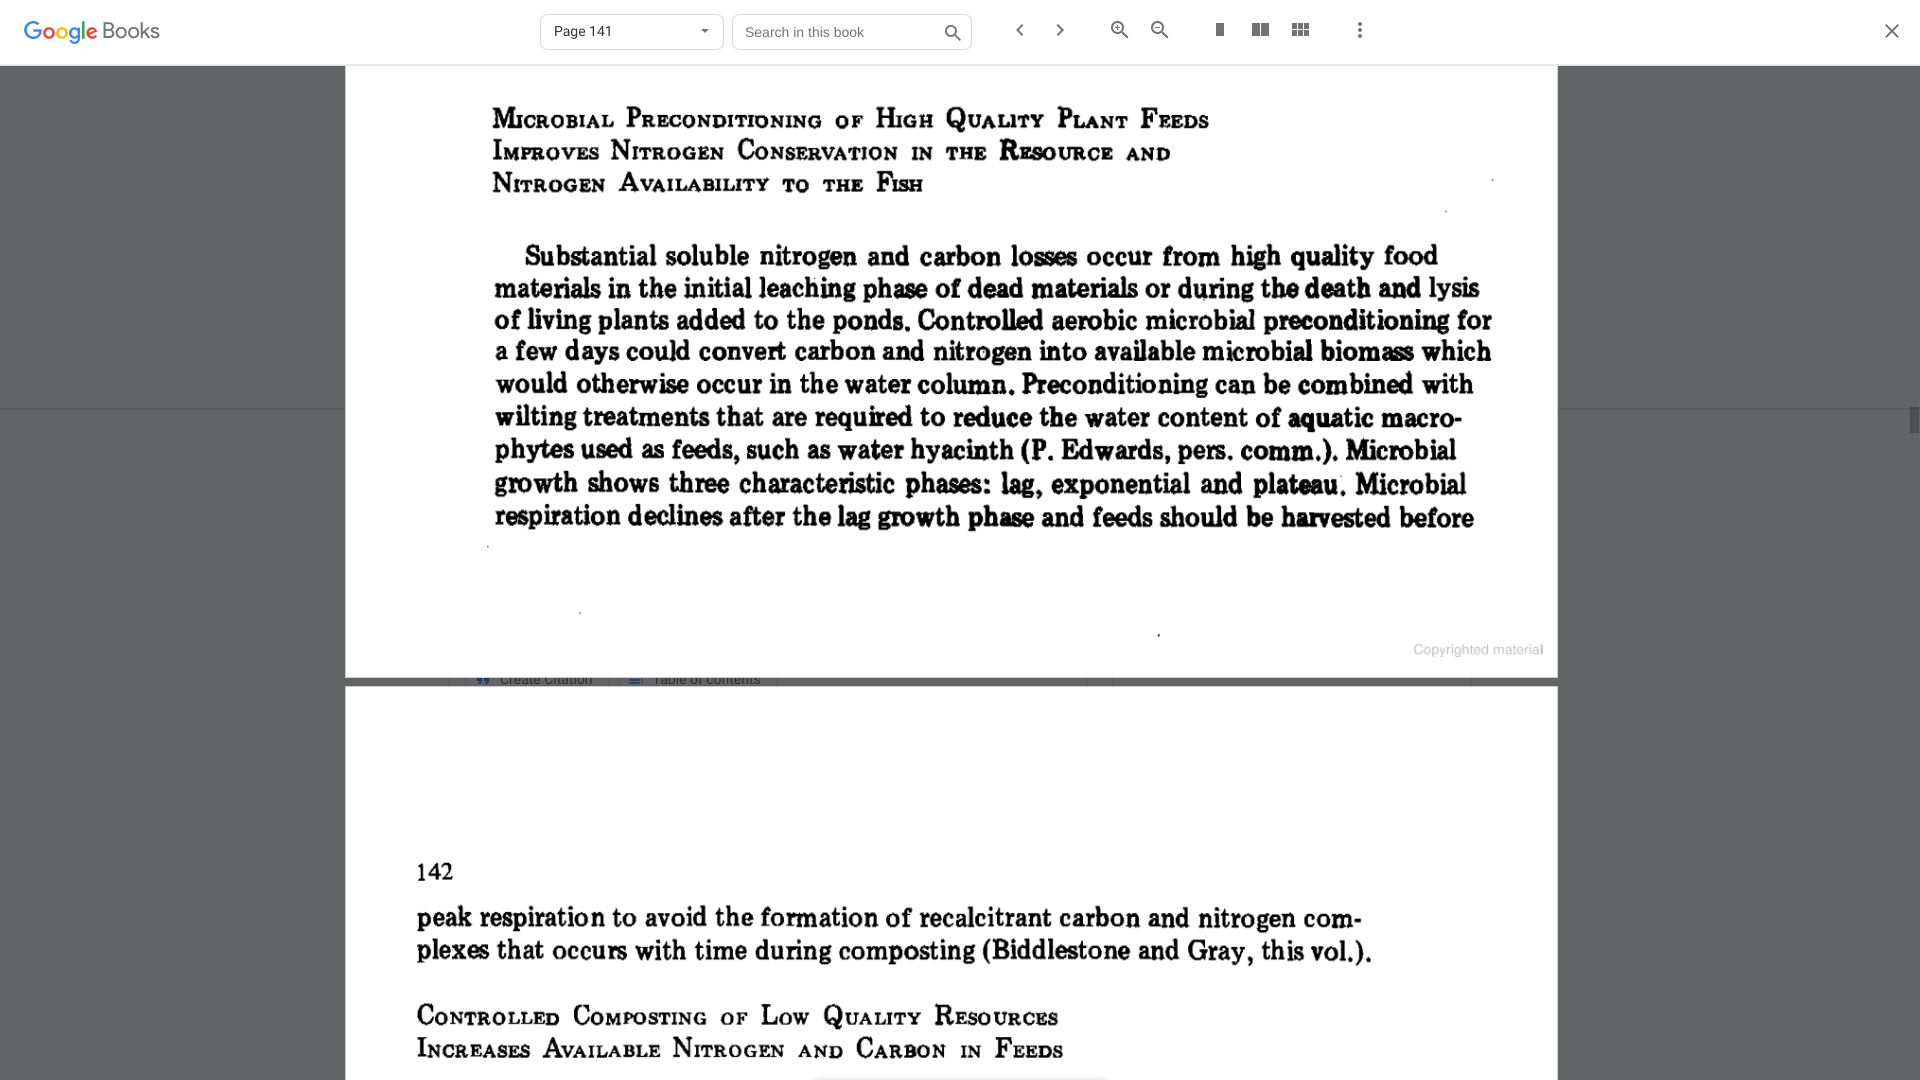 Google Books
Page 141
Search in this book
MICROBIAL PRECONDITIONING OF HIGH QUALITY PLANT FEEDS
IMPROVES NITROGEN CONSERVATION IN THE RESOURCE AND
NITROGEN AVAILABILITY TO THE FISH
Substantial soluble nitrogen and carbon losses occur from high quality food
materials in the initial leaching phase of dead materials or during the death and lysis
of living plants added to the ponds. Controlled aerobic microbial preconditioning for
a few days could convert carbon and nitrogen into available microbial biomass which
would otherwise occur in the water column. Preconditioning can be combined with
wilting treatments that are required to reduce the water content of aquatic macro-
phytes used as feeds, such as water hyacinth (P. Edwards, pers. comm.). Microbial
growth shows three characteristic phases: lag, exponential and plateau. Microbial
respiration declines after the lag growth phase and feeds should be harvested before
Copyrighted material
Create Citation
Table of contents
142
peak respiration to avoid the formation of recalcitrant carbon and nitrogen com-
plexes that occurs with time during composting (Biddlestone and Gray, this vol.).
CONTROLLED COMPOSTING OF LOW QUALITY RESOURCES
INCREASES AVAILABLE NITROGEN AND CARBON IN FEEDS